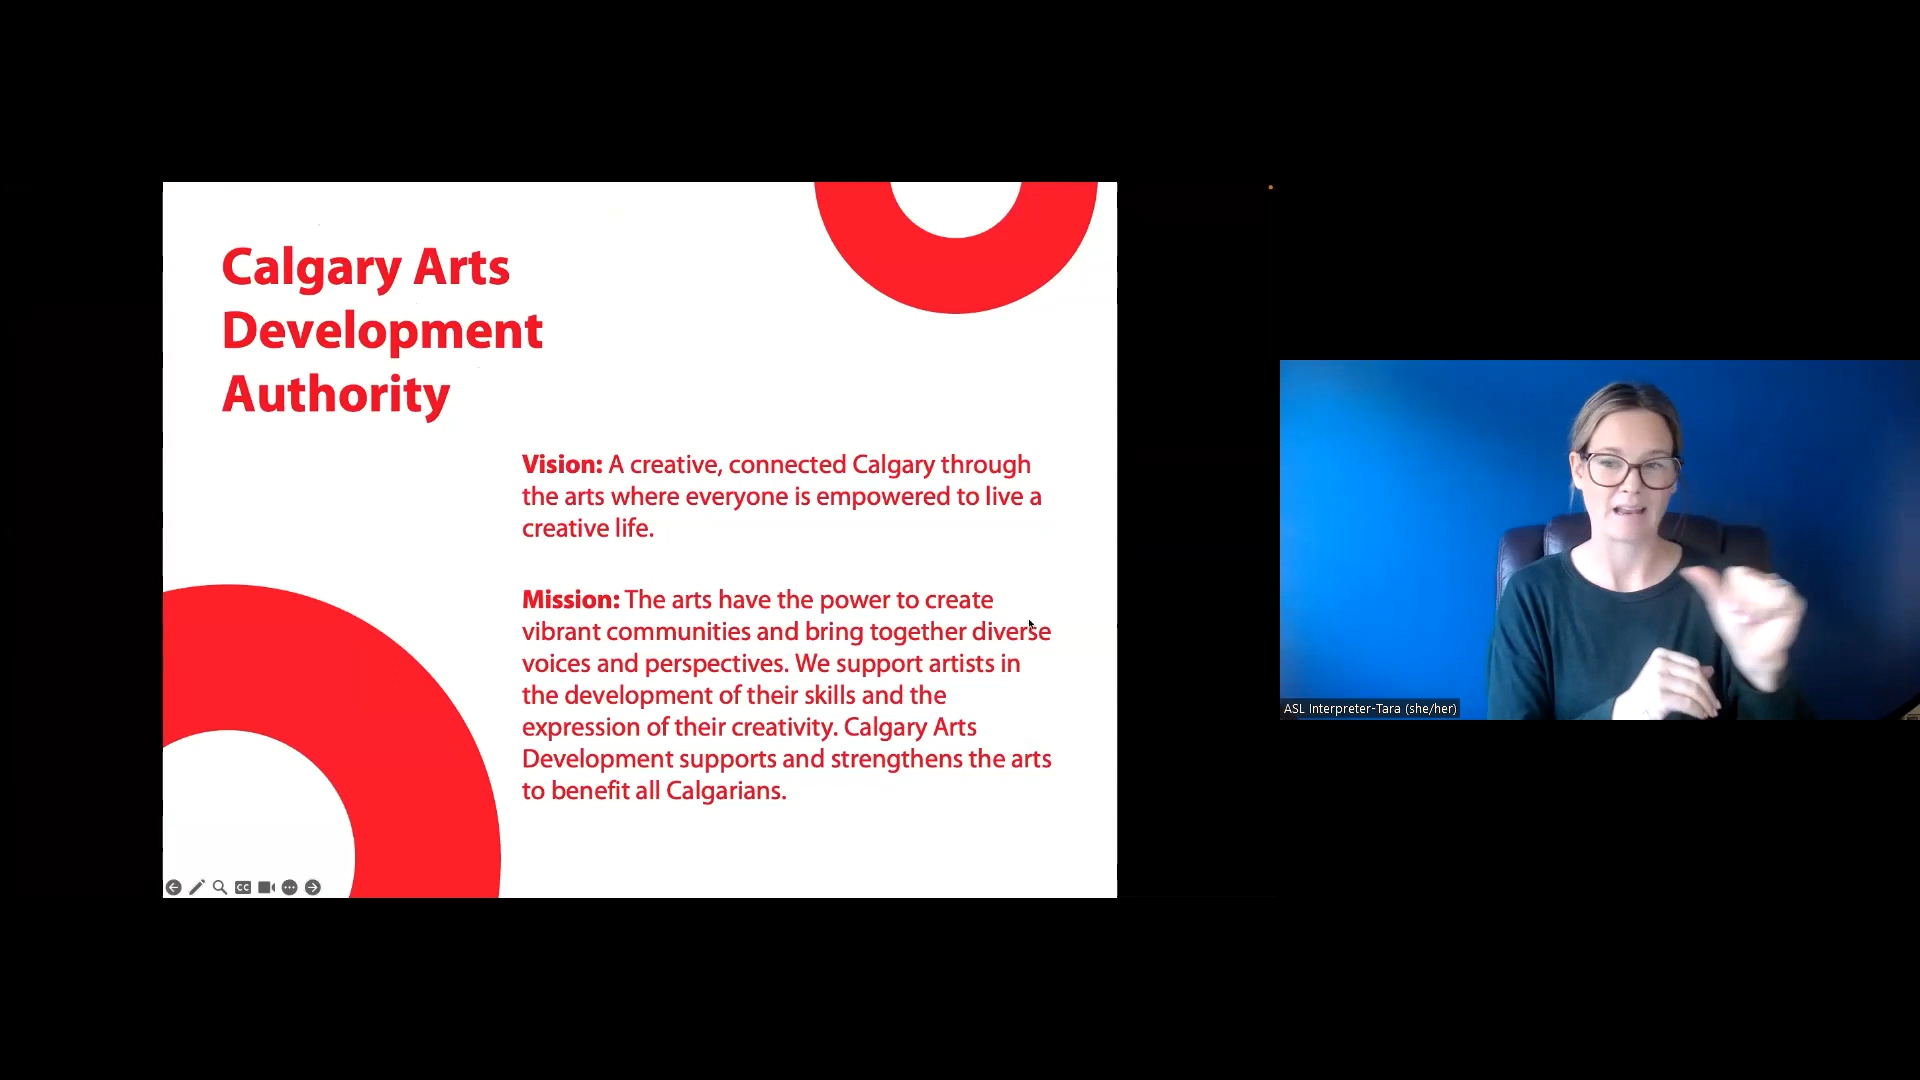 Calgary Arts
Development
Authority
Vision: A creative, connected Calgary through
the arts where everyone is empowered to live a
creative life.
Mission: The arts have the power to create
vibrant communities and bring together diverse
voices and perspectives. We support artists in
the development of their skills and the
expression of their creativity. Calgary Arts
Development supports and strengthens the arts
to benefit all Calgarians.
CC
ASL Interpreter-Tara (she/her)